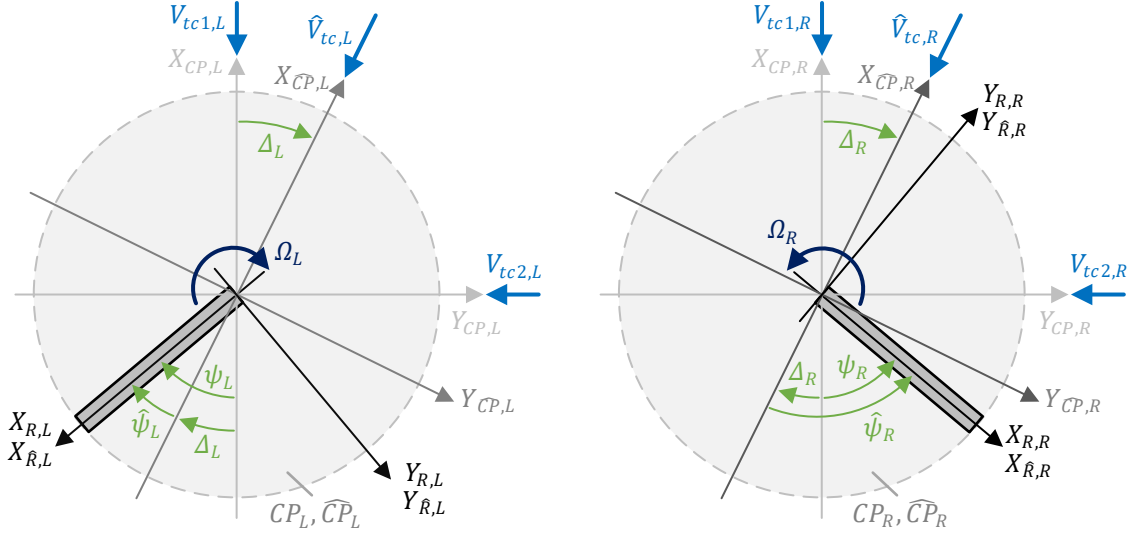 V_{tc1,L}
\hat{V}_{tc,L}
X_{CP,L}
X_{\widehat{CP},L}
Δ_L
Ω_L
V_{tc2,L}
Y_{CP,L}
ψ_L
\hat{ψ}_L
Δ_L
Y_{\widehat{CP},L}
X_{R,L}
X_{\hat{R},L}
Y_{R,L}
Y_{\hat{R},L}
CP_L, \widehat{CP}_L
V_{tc1,R}
\hat{V}_{tc,R}
X_{CP,R}
X_{\widehat{CP},R}
Y_{R,R}
Y_{\hat{R},R}
Δ_R
Ω_R
V_{tc2,R}
Y_{CP,R}
Δ_R
ψ_R
\hat{ψ}_R
Y_{\widehat{CP},R}
X_{R,R}
X_{\hat{R},R}
CP_R, \widehat{CP}_R